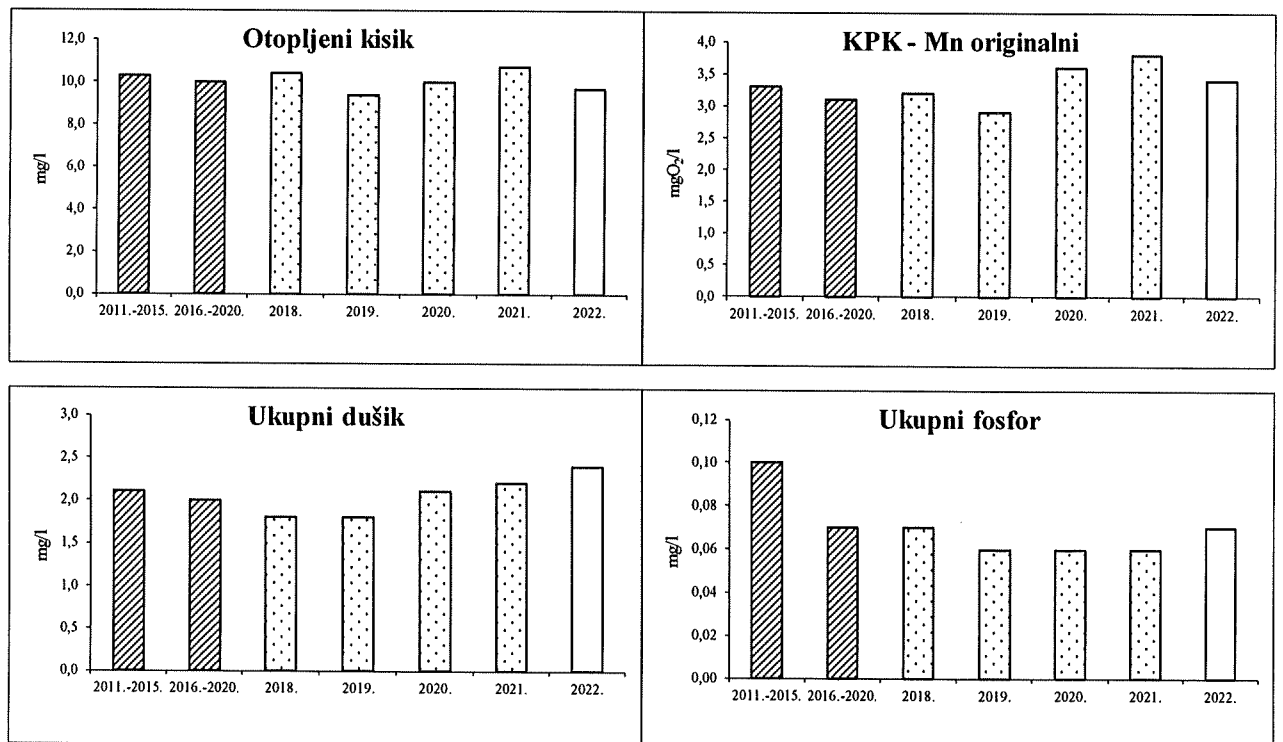 Otopljeni kisik
12,0
10,0
8,0
6,0
4,0
2,0
0,0
mg/l
2011.-2015. 2016.-2020. 2018. 2019. 2020. 2021. 2022.
KPK - Mn originalni
4,0
3,5
3,0
2,5
2,0
1,5
1,0
0,5
0,0
mgO₂/l
2011.-2015. 2016.-2020. 2018. 2019. 2020. 2021. 2022.
Ukupni dušik
3,0
2,5
2,0
1,5
1,0
0,5
0,0
mg/l
2011.-2015. 2016.-2020. 2018. 2019. 2020. 2021. 2022.
Ukupni fosfor
0,12
0,10
0,08
0,06
0,04
0,02
0,00
mg/l
2011.-2015. 2016.-2020. 2018. 2019. 2020. 2021. 2022.